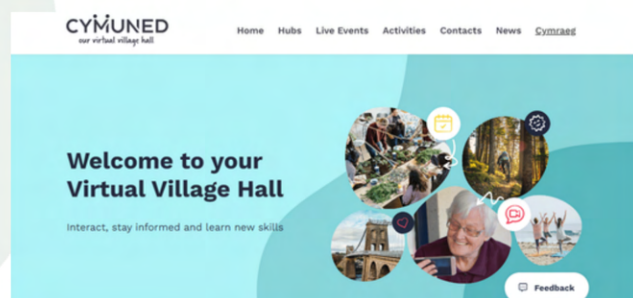 CYMUNED
our virtual village hall
Home Hubs Live Events Activities Contacts News Cymraeg
Welcome to your
Virtual Village Hall
Interact, stay informed and learn new skills
Feedback